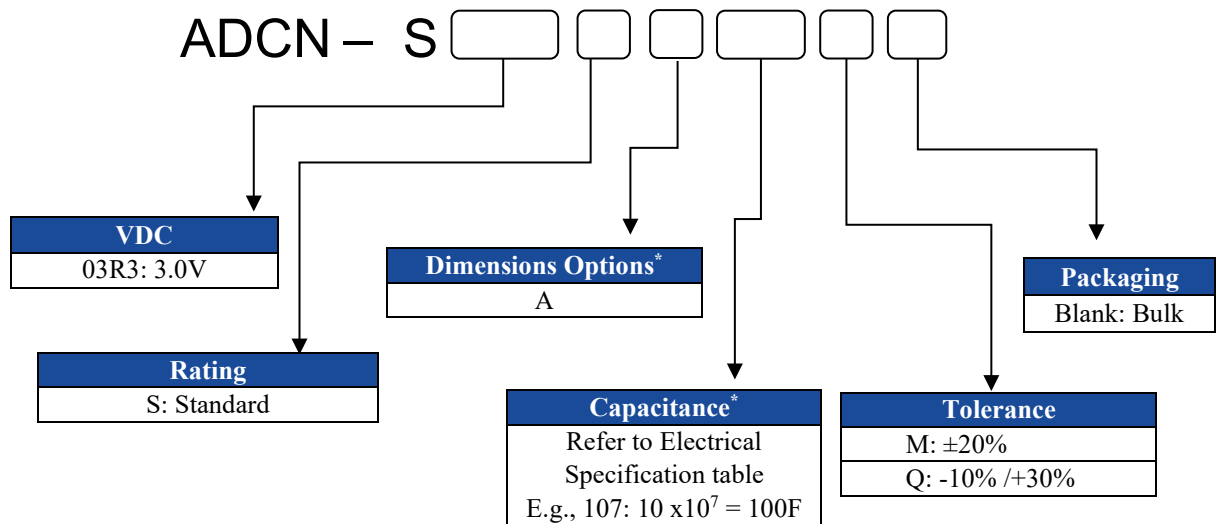 ADCN – S
VDC
03R3: 3.0V
Dimensions Options*
A
Packaging
Blank: Bulk
Rating
S: Standard
Capacitance*
Refer to Electrical
Specification table
E.g., 107: 10 x10⁷ = 100F
Tolerance
M: ±20%
Q: -10% /+30%